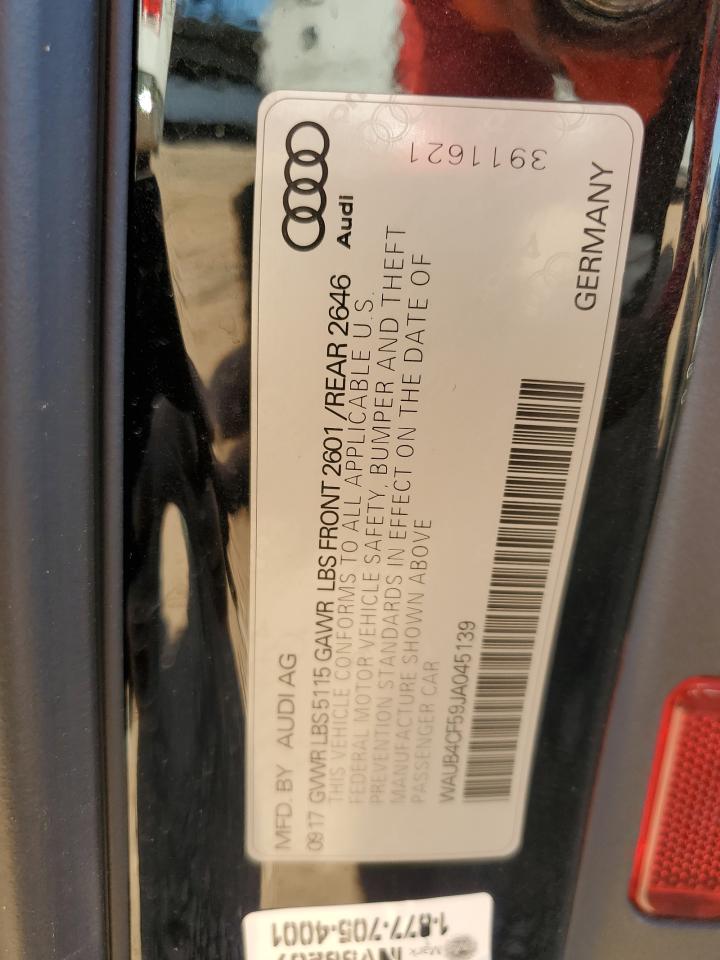 MFD. BY AUDI AG
0917 GVWR LBS 5115 GAWR LBS FRONT 2601 /REAR 2646
THIS VEHICLE CONFORMS TO ALL APPLICABLE U.S.
FEDERAL MOTOR VEHICLE SAFETY, BUMPER AND THEFT
PREVENTION STANDARDS IN EFFECT ON THE DATE OF
MANUFACTURE SHOWN ABOVE
PASSENGER CAR
WAUB4CF59JA045139
Audi
3911621
GERMANY
1-877-705-4001
Mark